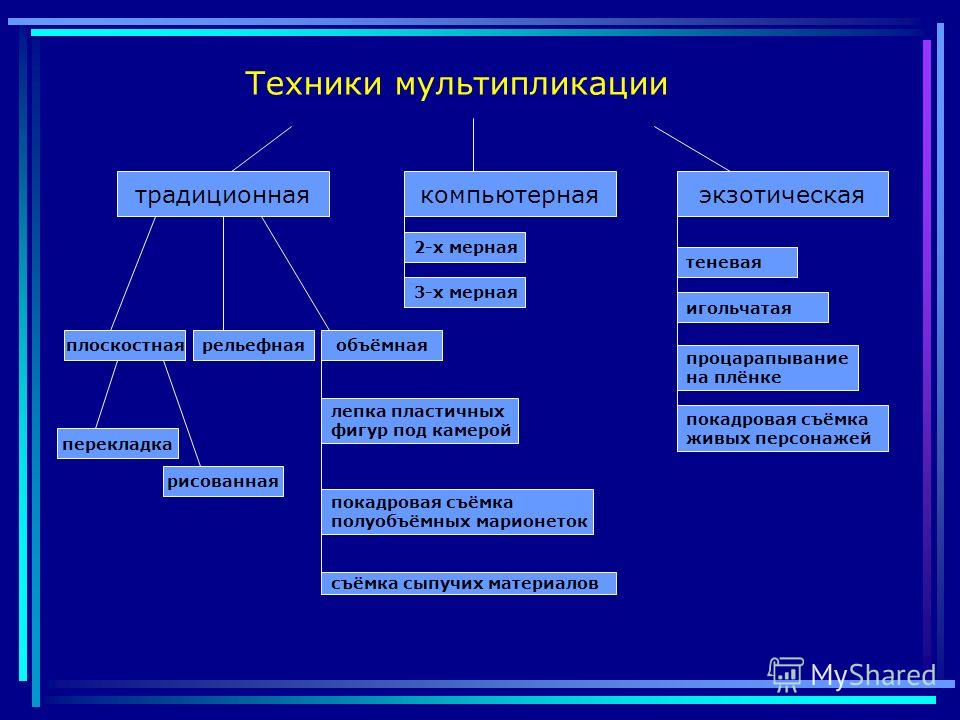 Техники мультипликации
традиционная
компьютерная
экзотическая
2-х мерная
3-х мерная
теневая
игольчатая
процарапывание
на плёнке
покадровая съёмка
живых персонажей
плоскостная
рельефная
объёмная
перекладка
рисованная
лепка пластичных
фигур под камерой
покадровая съёмка
полуобъёмных марионеток
съёмка сыпучих материалов
MyShared